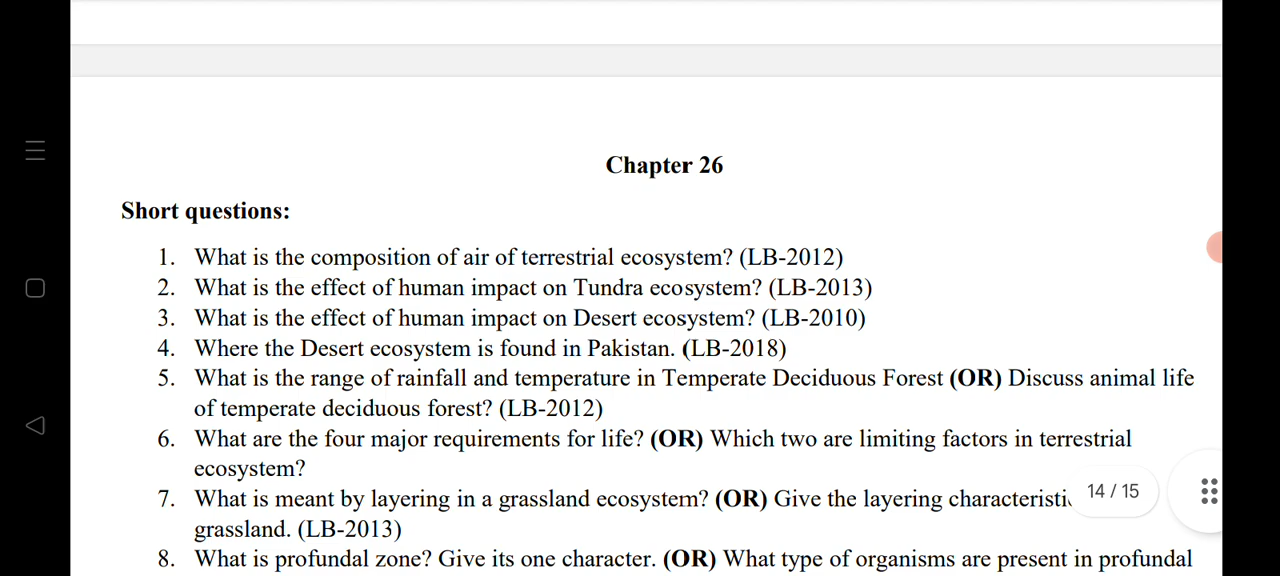 Chapter 26
Short questions:
1. What is the composition of air of terrestrial ecosystem? (LB-2012)
2. What is the effect of human impact on Tundra ecosystem? (LB-2013)
3. What is the effect of human impact on Desert ecosystem? (LB-2010)
4. Where the Desert ecosystem is found in Pakistan. (LB-2018)
5. What is the range of rainfall and temperature in Temperate Deciduous Forest (OR) Discuss animal life
of temperate deciduous forest? (LB-2012)
6. What are the four major requirements for life? (OR) Which two are limiting factors in terrestrial
ecosystem?
7. What is meant by layering in a grassland ecosystem? (OR) Give the layering
14 / 15
grassland. (LB-2013)
8. What is profundal zone? Give its one character. (OR) What type of organisms are present in profundal